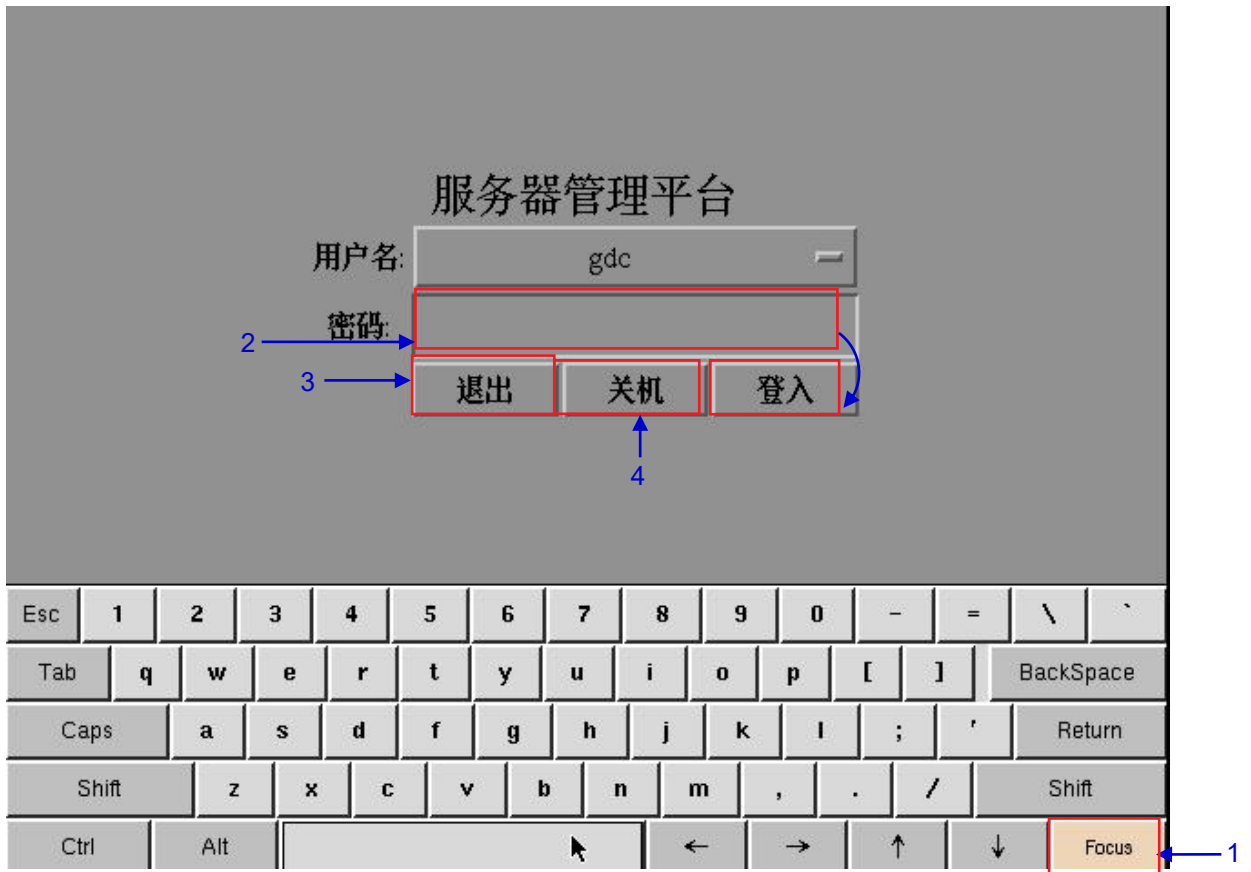 服务器管理平台
用户名: gdc
密码:
2
3
退出 关机 登入
4
Esc 1 2 3 4 5 6 7 8 9 0 - = \ `
Tab q w e r t y u i o p [ ] BackSpace
Caps a s d f g h j k l ; ' Return
Shift z x c v b n m , . / Shift
Ctrl Alt ← → ↑ ↓ Focus 1